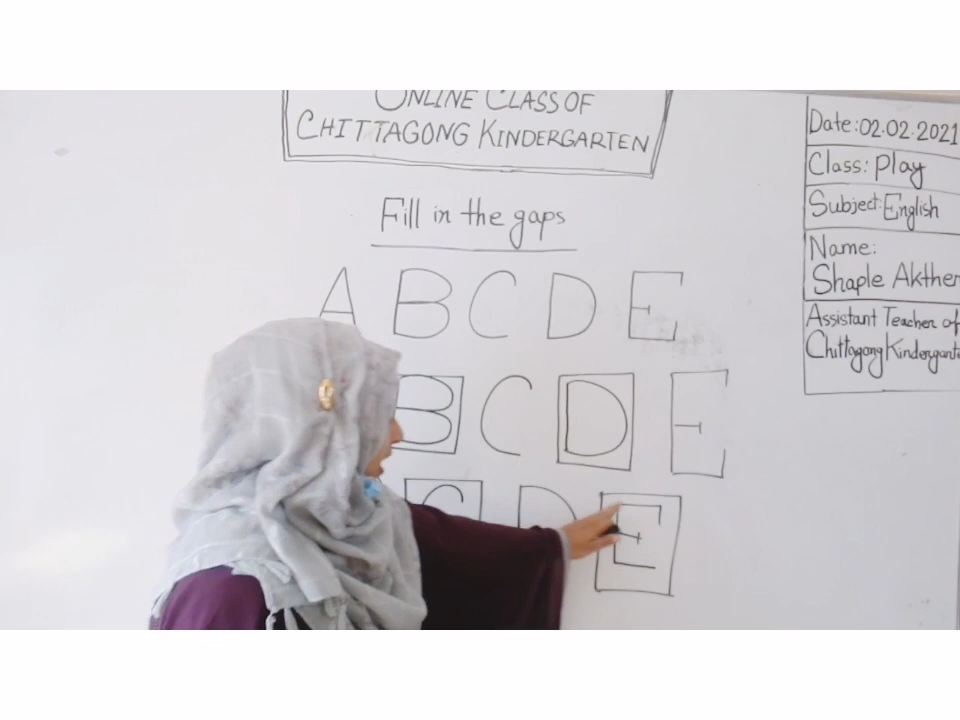 ONLINE CLASS OF
CHITTAGONG KINDERGARTEN
Fill in the gaps
A B C D E
B C D E
C D E
Date: 02.02.2021
Class: Play
Subject: English
Name:
Shaple Akther
Assistant Teacher of
Chittagong Kindergarte